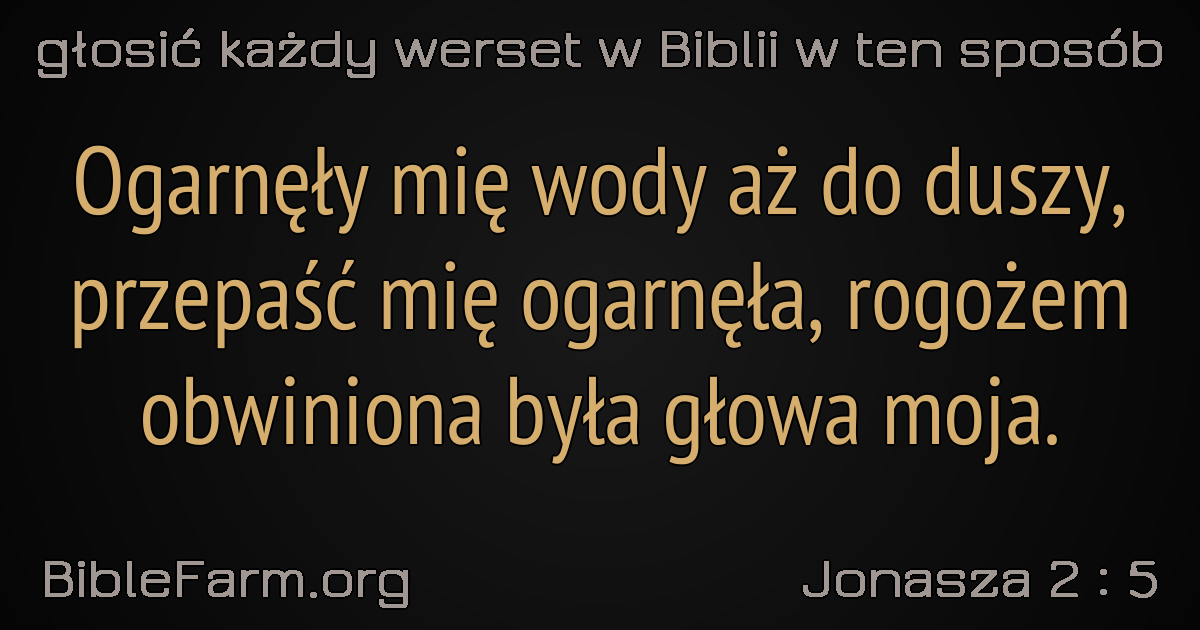 głosić każdy werset w Biblii w ten sposób
Ogarnęły mię wody aż do duszy,
przepaść mię ogarnęła, rogożem
obwiniona była głowa moja.
BibleFarm.org
Jonasza 2 : 5